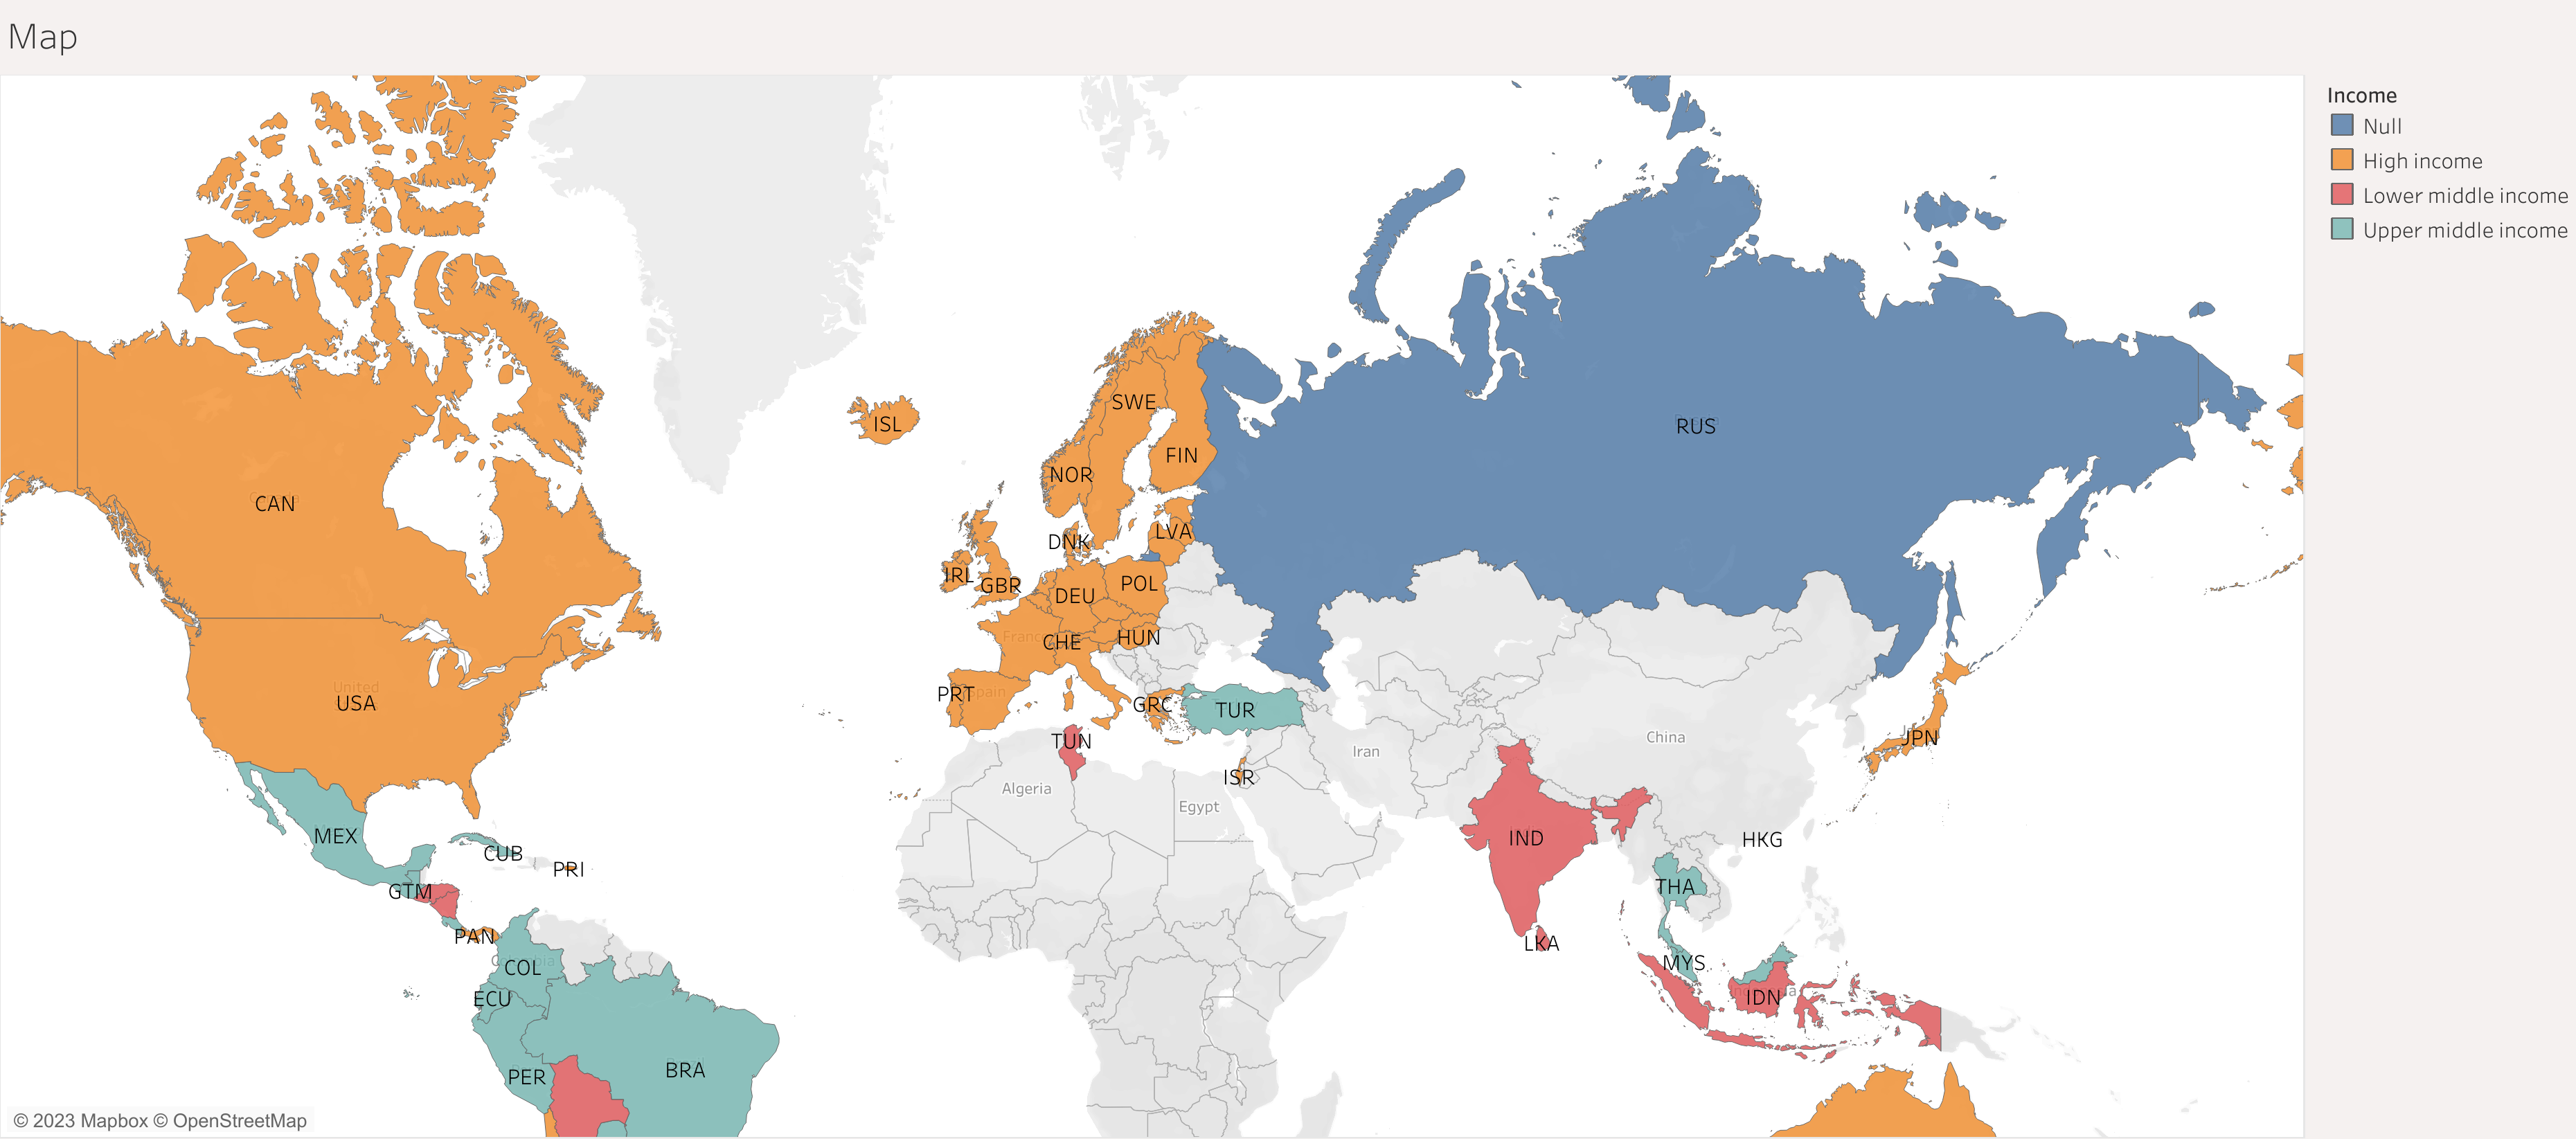 Map
Income
Null
High income
Lower middle income
Upper middle income
RUS
ISL
SWE
FIN
NOR
CAN
LVA
DNK
IRL
GBR
DEU
POL
France
CHE
HUN
United
USA
PRT
GRC
TUR
TUN
China
JPN
Iran
ISR
Algeria
Egypt
MEX
CUB
PRI
IND
HKG
GTM
THA
PAN
LKA
COL
MYS
ECU
IDN
PER
BRA
© 2023 Mapbox © OpenStreetMap